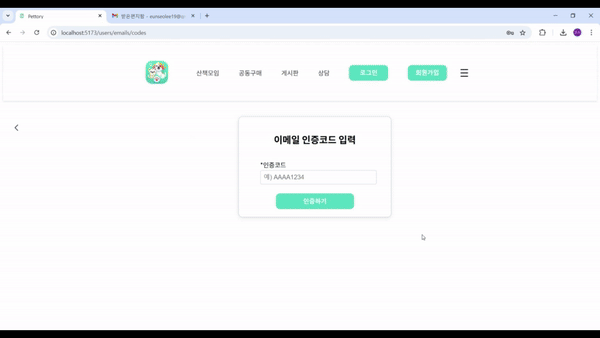 Pettory
받은편지함 -
localhost:5173/users/emails/codes
산책모임 공동구매 게시판 상담 로그인 회원가입
이메일 인증코드 입력
*인증코드
예) AAAA1234
인증하기